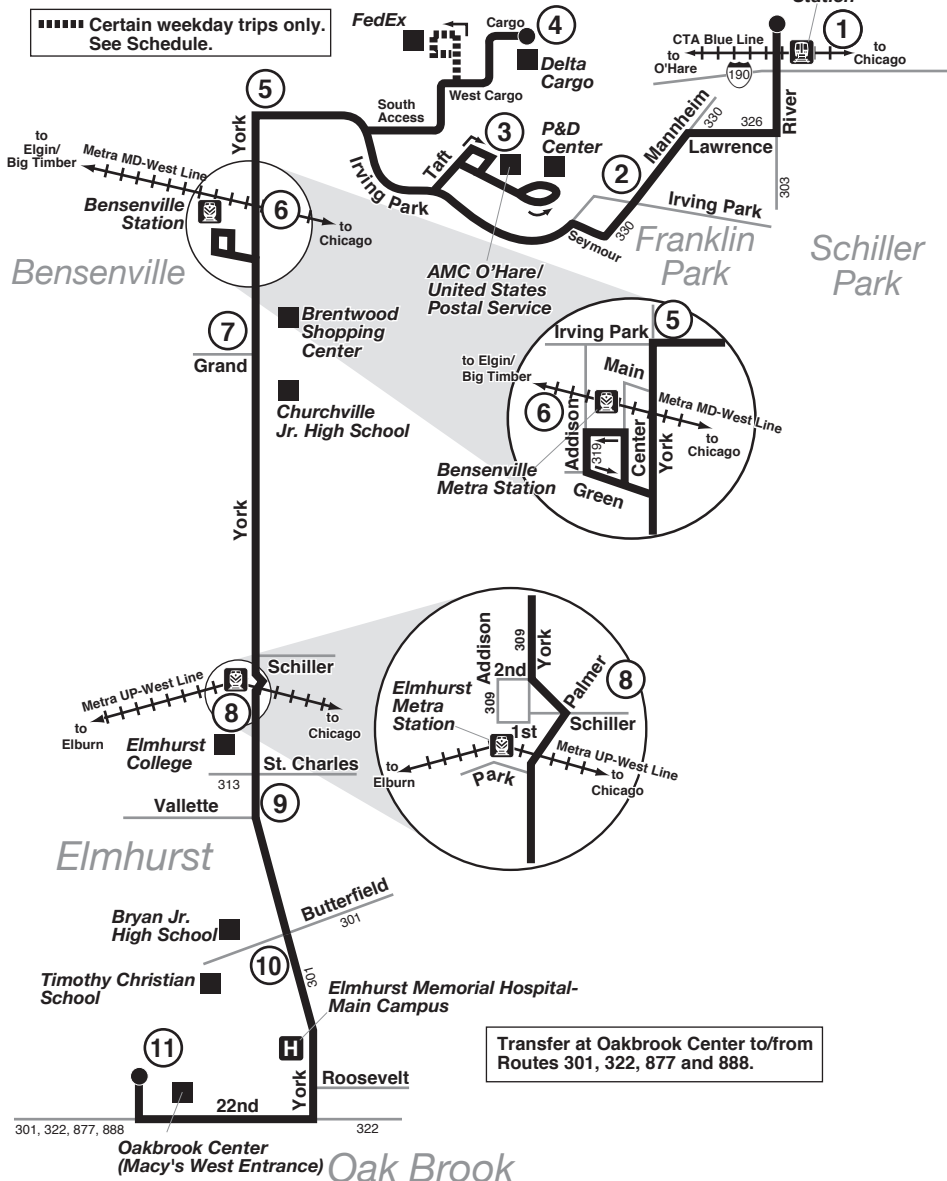 Certain weekday trips only.
See Schedule.
FedEx
Cargo
4
Delta
Cargo
West Cargo
South
Access
Station
1
CTA Blue Line
to
O'Hare
to
Chicago
190
River
Mannheim
330
326
Lawrence
303
5
York
Irving Park
Taft
3
P&D
Center
2
Irving Park
Seymour
330
Franklin
Park
Schiller
Park
AMC O'Hare/
United States
Postal Service
to
Elgin/
Big Timber
Metra MD-West Line
Bensenville
Station
6
to
Chicago
Bensenville
Brentwood
Shopping
Center
7
Grand
Churchville
Jr. High School
5
Irving Park
Main
to Elgin/
Big Timber
Metra MD-West Line
6
Addison
319
Center
York
to
Chicago
Bensenville
Metra Station
Green
York
Schiller
Metra UP-West Line
to
Elburn
8
to
Chicago
Elmhurst
College
St. Charles
313
9
Vallette
Elmhurst
Addison
309
York
2nd
309
Palmer
8
Elmhurst
Metra
Station
Schiller
1st
Metra UP-West Line
to
Elburn
Park
to
Chicago
Butterfield
301
Bryan Jr.
High School
10
301
Timothy Christian
School
Elmhurst Memorial Hospital-
Main Campus
H
11
York
Roosevelt
22nd
301, 322, 877, 888
322
Oakbrook Center
(Macy's West Entrance)
Oak Brook
Transfer at Oakbrook Center to/from
Routes 301, 322, 877 and 888.